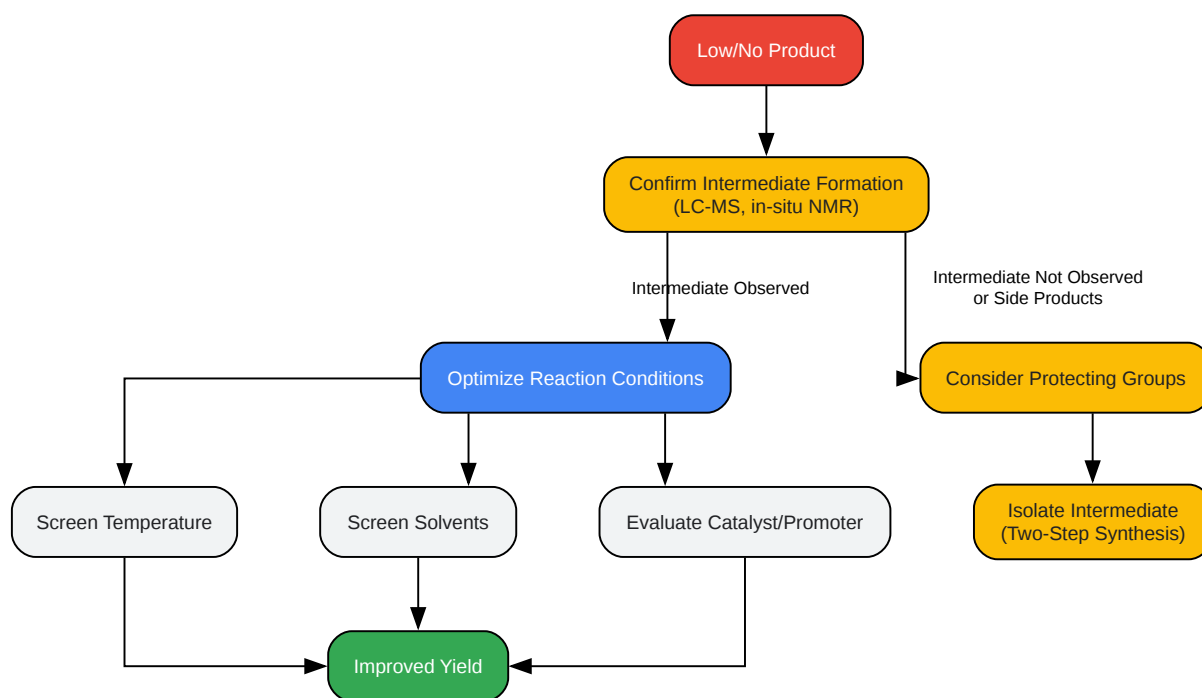 Low/No Product
Confirm Intermediate Formation
(LC-MS, in-situ NMR)
Intermediate Observed
Intermediate Not Observed
or Side Products
Optimize Reaction Conditions
Consider Protecting Groups
Screen Temperature
Screen Solvents
Evaluate Catalyst/Promoter
Isolate Intermediate
(Two-Step Synthesis)
Improved Yield